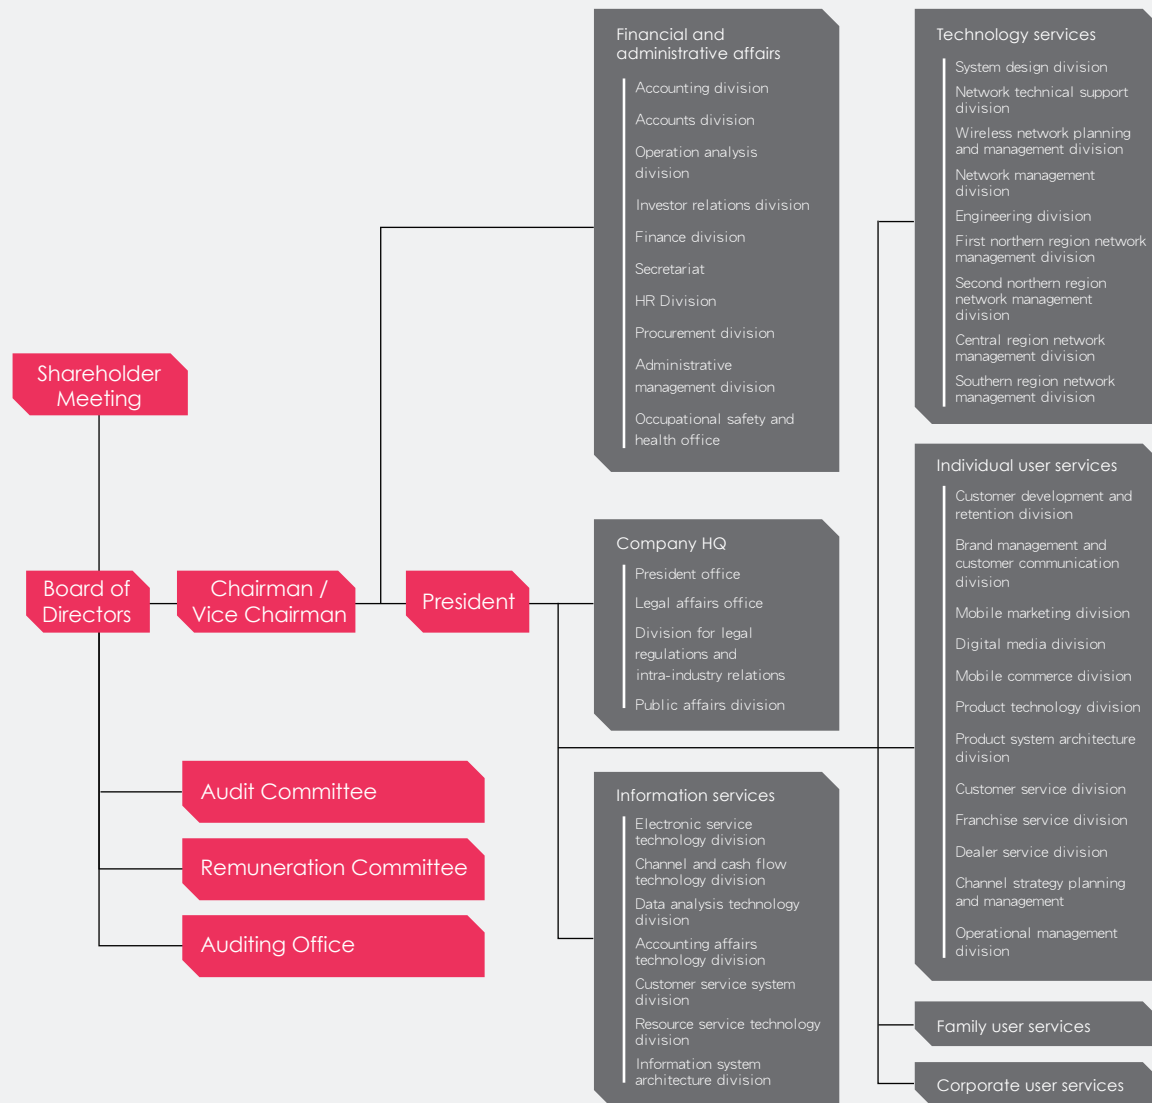 Shareholder
Meeting
Board of
Directors
Chairman /
Vice Chairman
President
Audit Committee
Remuneration Committee
Auditing Office
Financial and
administrative affairs
Accounting division
Accounts division
Operation analysis
division
Investor relations division
Finance division
Secretariat
HR Division
Procurement division
Administrative
management division
Occupational safety and
health office
Company HQ
President office
Legal affairs office
Division for legal
regulations and
intra-industry relations
Public affairs division
Information services
Electronic service
technology division
Channel and cash flow
technology division
Data analysis technology
division
Accounting affairs
technology division
Customer service system
division
Resource service technology
division
Information system
architecture division
Technology services
System design division
Network technical support
division
Wireless network planning
and management division
Network management
division
Engineering division
First northern region network
management division
Second northern region
network management
division
Central region network
management division
Southern region network
management division
Individual user services
Customer development and
retention division
Brand management and
customer communication
division
Mobile marketing division
Digital media division
Mobile commerce division
Product technology division
Product system architecture
division
Customer service division
Franchise service division
Dealer service division
Channel strategy planning
and management
Operational management
division
Family user services
Corporate user services